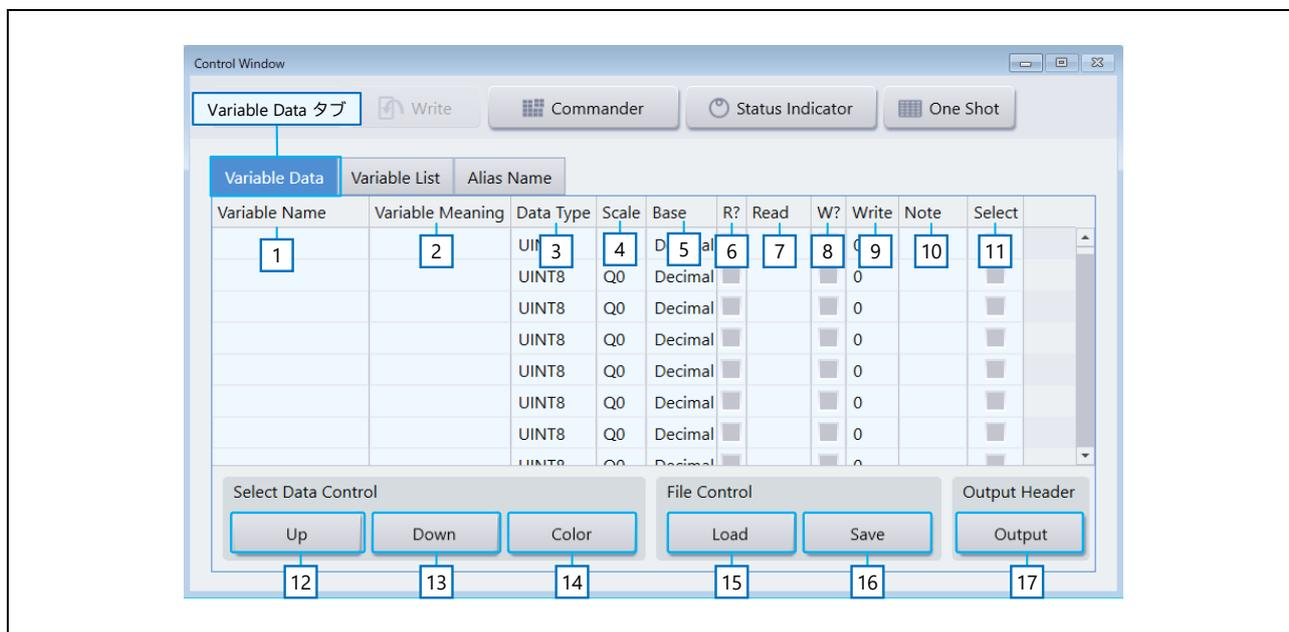 Control Window
Variable Data タブ Write Commander Status Indicator One Shot
Variable Data Variable List Alias Name
Variable Name Variable Meaning Data Type Scale Base R? Read W? Write Note Select
1 2 3 4 5 6 7 8 9 10 11
UINT8 Q0 Decimal 0
UINT8 Q0 Decimal 0
UINT8 Q0 Decimal 0
UINT8 Q0 Decimal 0
UINT8 Q0 Decimal 0
UINT8 Q0 Decimal 0
Select Data Control File Control Output Header
Up Down Color Load Save Output
12 13 14 15 16 17